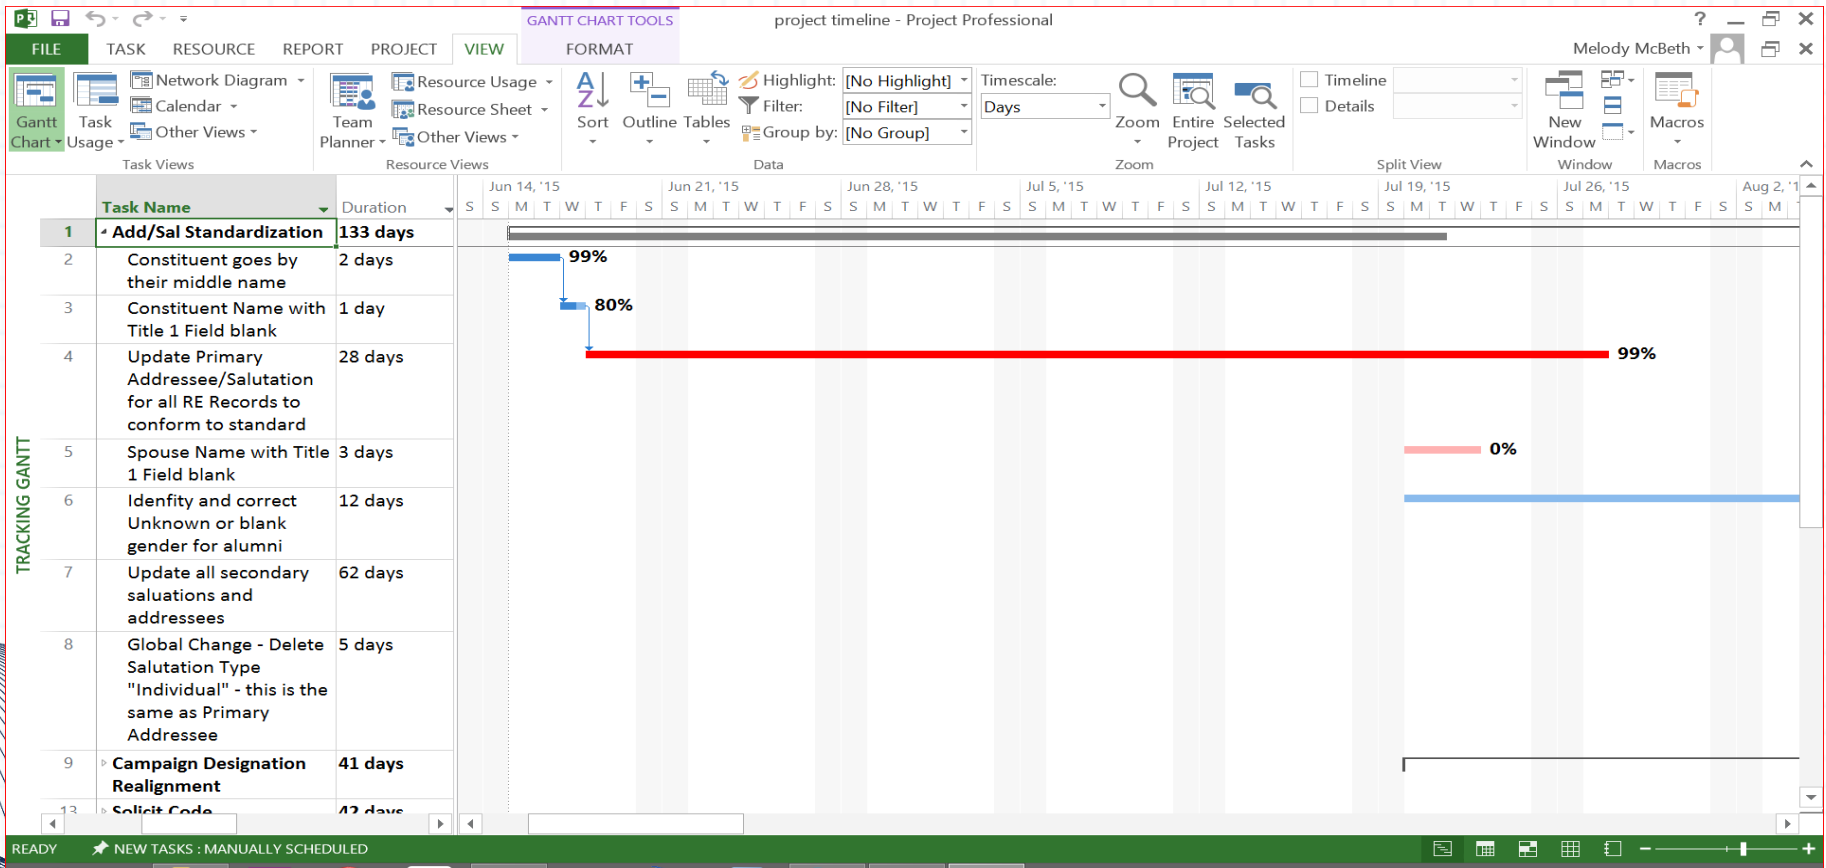 GANTT CHART TOOLS
project timeline - Project Professional
FILE TASK RESOURCE REPORT PROJECT VIEW FORMAT
Melody McBeth
Gantt Chart
Task Usage
Network Diagram
Calendar
Other Views
Task Views
Team Planner
Resource Usage
Resource Sheet
Other Views
Resource Views
Sort
Outline
Tables
Highlight: [No Highlight]
Filter: [No Filter]
Group by: [No Group]
Data
Timescale:
Days
Zoom
Entire Project
Selected Tasks
Zoom
Timeline
Details
Split View
New Window
Window
Macros
Macros
Task Name Duration
Jun 14, '15 Jun 21, '15 Jun 28, '15 Jul 5, '15 Jul 12, '15 Jul 19, '15 Jul 26, '15 Aug 2, '1
S S M T W T F S S M T W T F S S M T W T F S S M T W T F S S M T W T F S S M T W T F S S M T W T F S S M
1 Add/Sal Standardization 133 days
2 Constituent goes by 2 days 99%
their middle name
3 Constituent Name with 1 day 80%
Title 1 Field blank
4 Update Primary 28 days 99%
Addressee/Salutation
for all RE Records to
conform to standard
5 Spouse Name with Title 3 days 0%
1 Field blank
6 Idenfity and correct 12 days
Unknown or blank
gender for alumni
7 Update all secondary 62 days
saluations and
addressees
8 Global Change - Delete 5 days
Salutation Type
"Individual" - this is the
same as Primary
Addressee
9 Campaign Designation 41 days
Realignment
13 Solicit Code 42 days
TRACKING GANTT
READY NEW TASKS : MANUALLY SCHEDULED